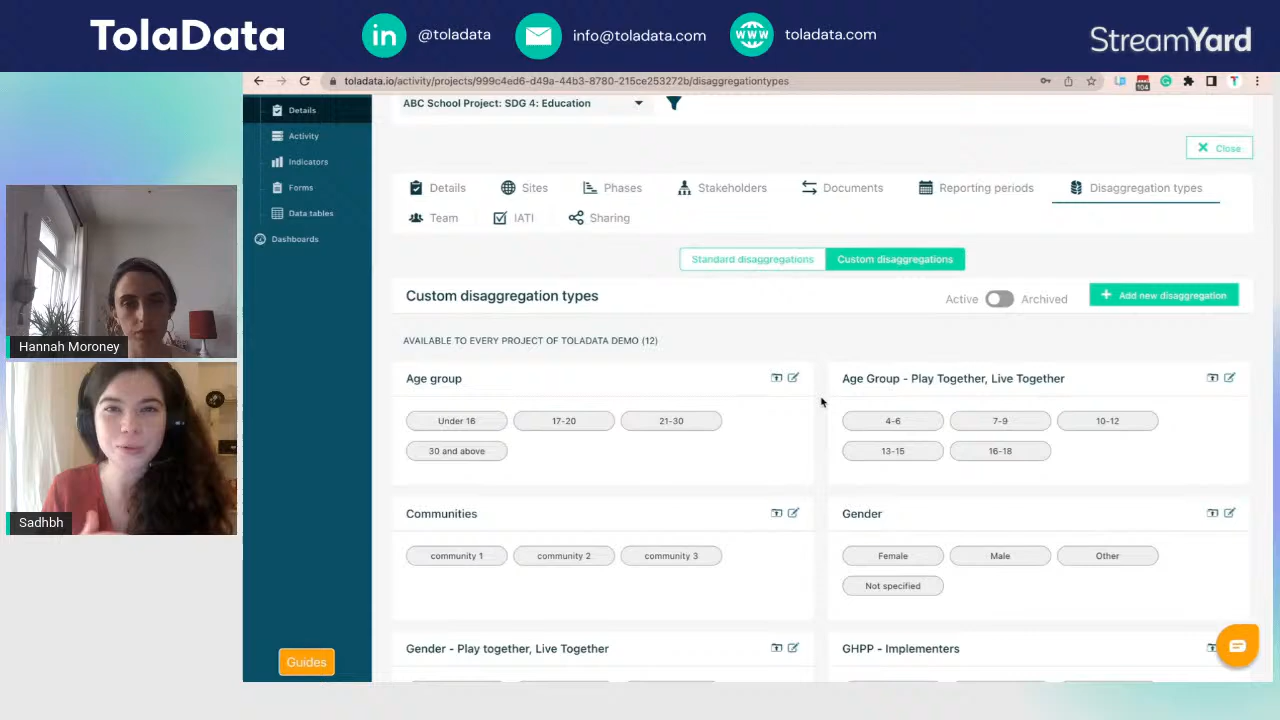 TolaData
in @toladata
info@toladata.com
www toladata.com
StreamYard
toladata.io/activity/projects/999c4ed6-d49a-44b3-8780-215ce253272b/disaggregationtypes
104
T
Details
Activity
Indicators
Forms
Data tables
Dashboards
Guides
ABC School Project: SDG 4: Education
Close
Details
Sites
Phases
Stakeholders
Documents
Reporting periods
Disaggregation types
Team
IATI
Sharing
Standard disaggregations
Custom disaggregations
Custom disaggregation types
Active
Archived
+ Add new disaggregation
AVAILABLE TO EVERY PROJECT OF TOLADATA DEMO (12)
Age group
Under 16
17-20
21-30
30 and above
Age Group - Play Together, Live Together
4-6
7-9
10-12
13-15
16-18
Communities
community 1
community 2
community 3
Gender
Female
Male
Other
Not specified
Gender - Play together, Live Together
GHPP - Implementers
Hannah Moroney
Sadhbh